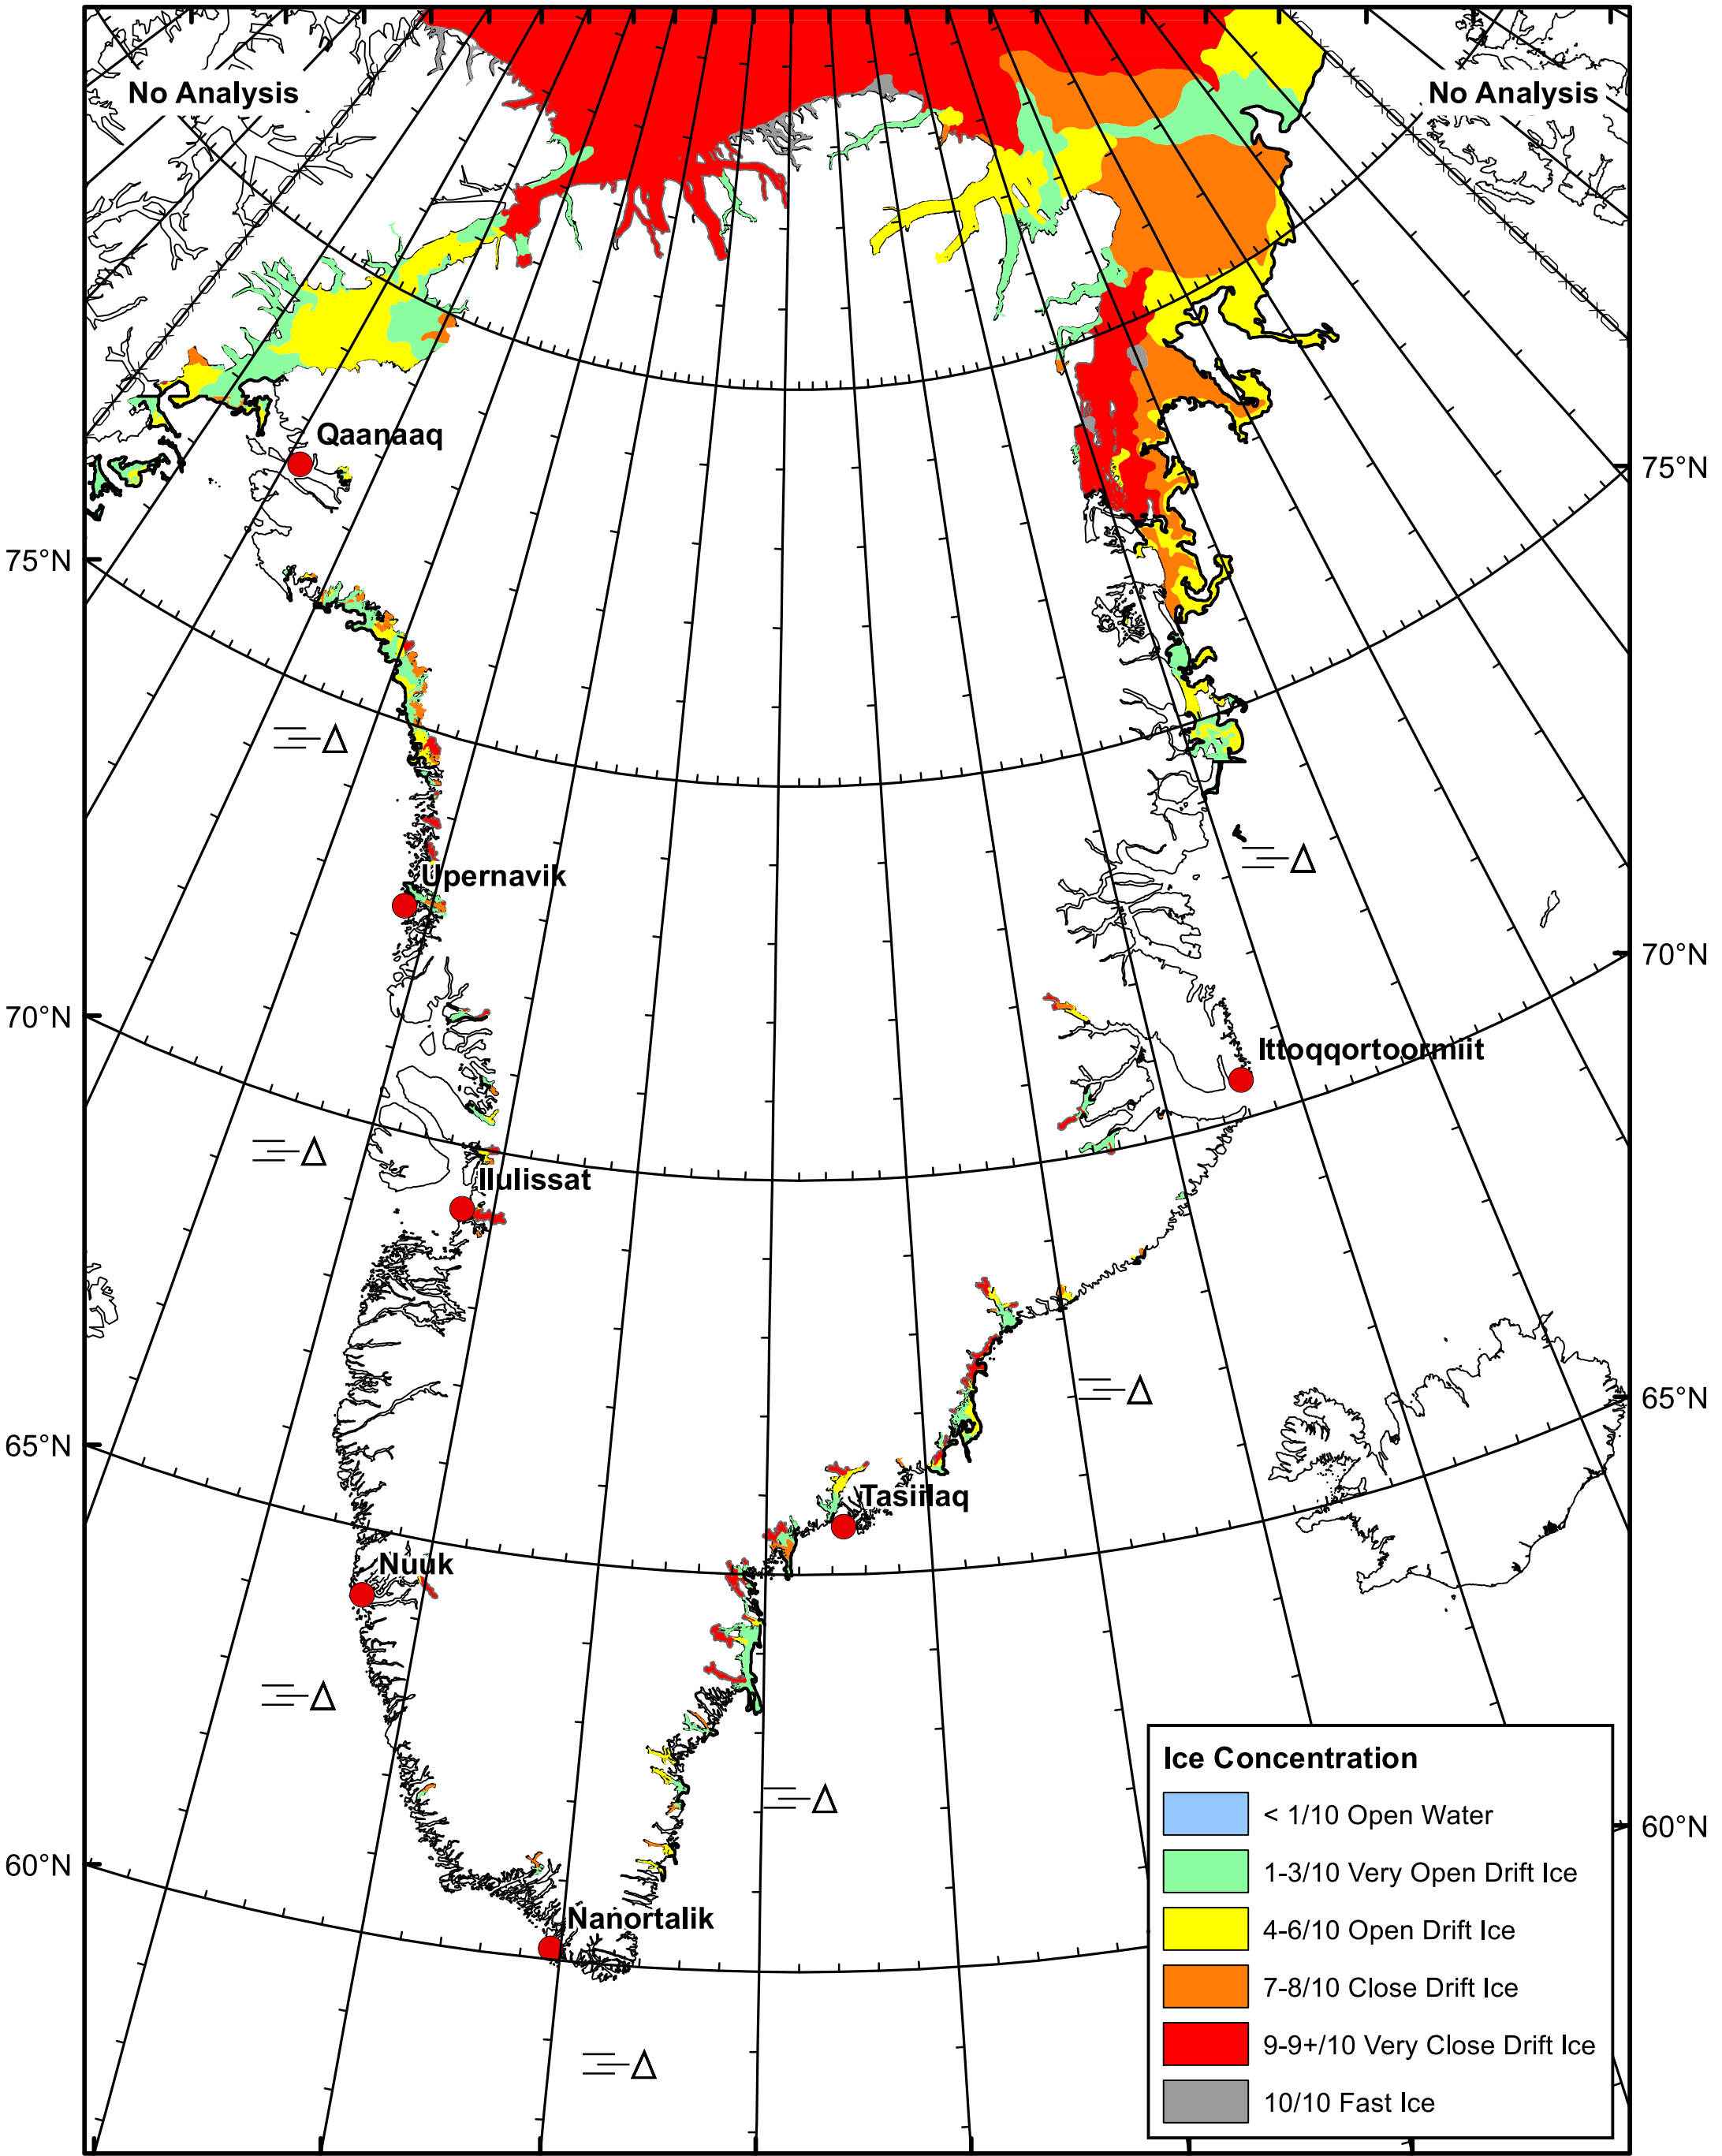 No Analysis
No Analysis
Qaanaaq
75°N
75°N
Upernavik
70°N
70°N
Ittoqqortoormiit
Ilulissat
65°N
65°N
Tasiilaq
Nuuk
60°N
60°N
Nanortalik
Ice Concentration
< 1/10 Open Water
1-3/10 Very Open Drift Ice
4-6/10 Open Drift Ice
7-8/10 Close Drift Ice
9-9+/10 Very Close Drift Ice
10/10 Fast Ice